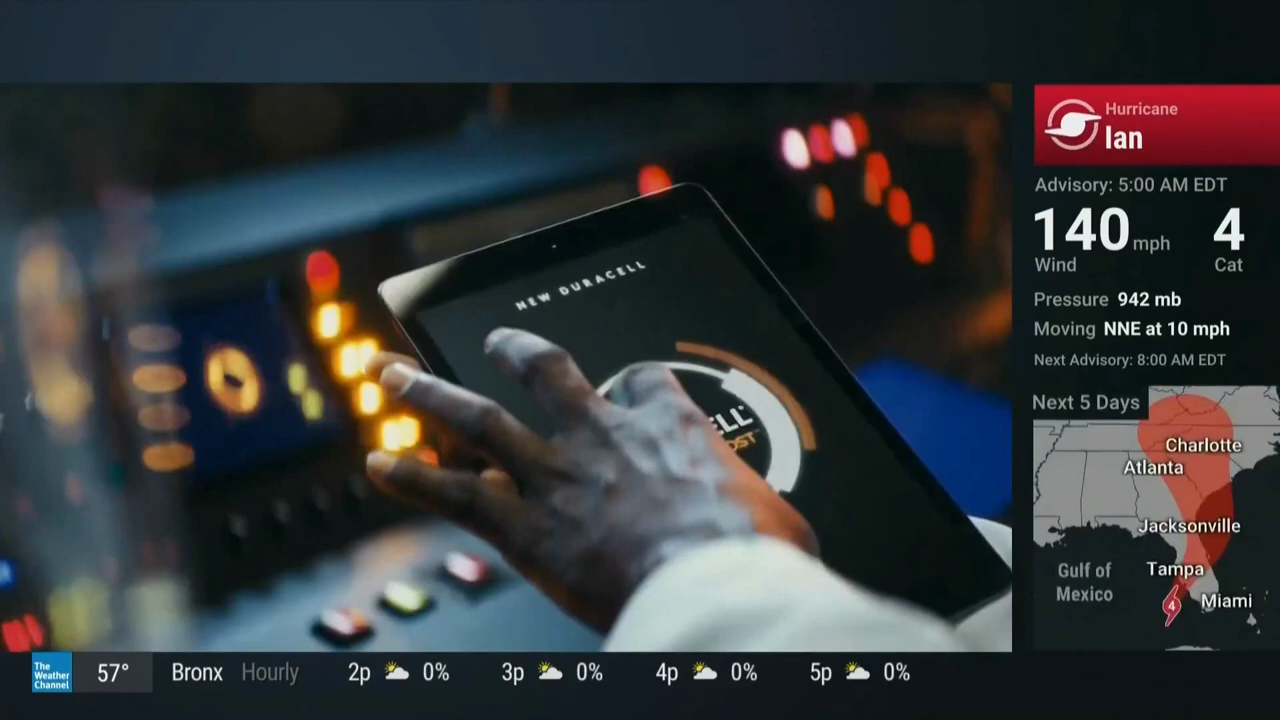 Hurricane
Ian
Advisory: 5:00 AM EDT
140 mph 4
Wind Cat
Pressure 942 mb
Moving NNE at 10 mph
Next Advisory: 8:00 AM EDT
Next 5 Days
Charlotte
Atlanta
Jacksonville
Tampa
Gulf of
Mexico
4
Miami
NEW DURACELL
The
Weather
Channel
57° Bronx Hourly 2p 0% 3p 0% 4p 0% 5p 0%